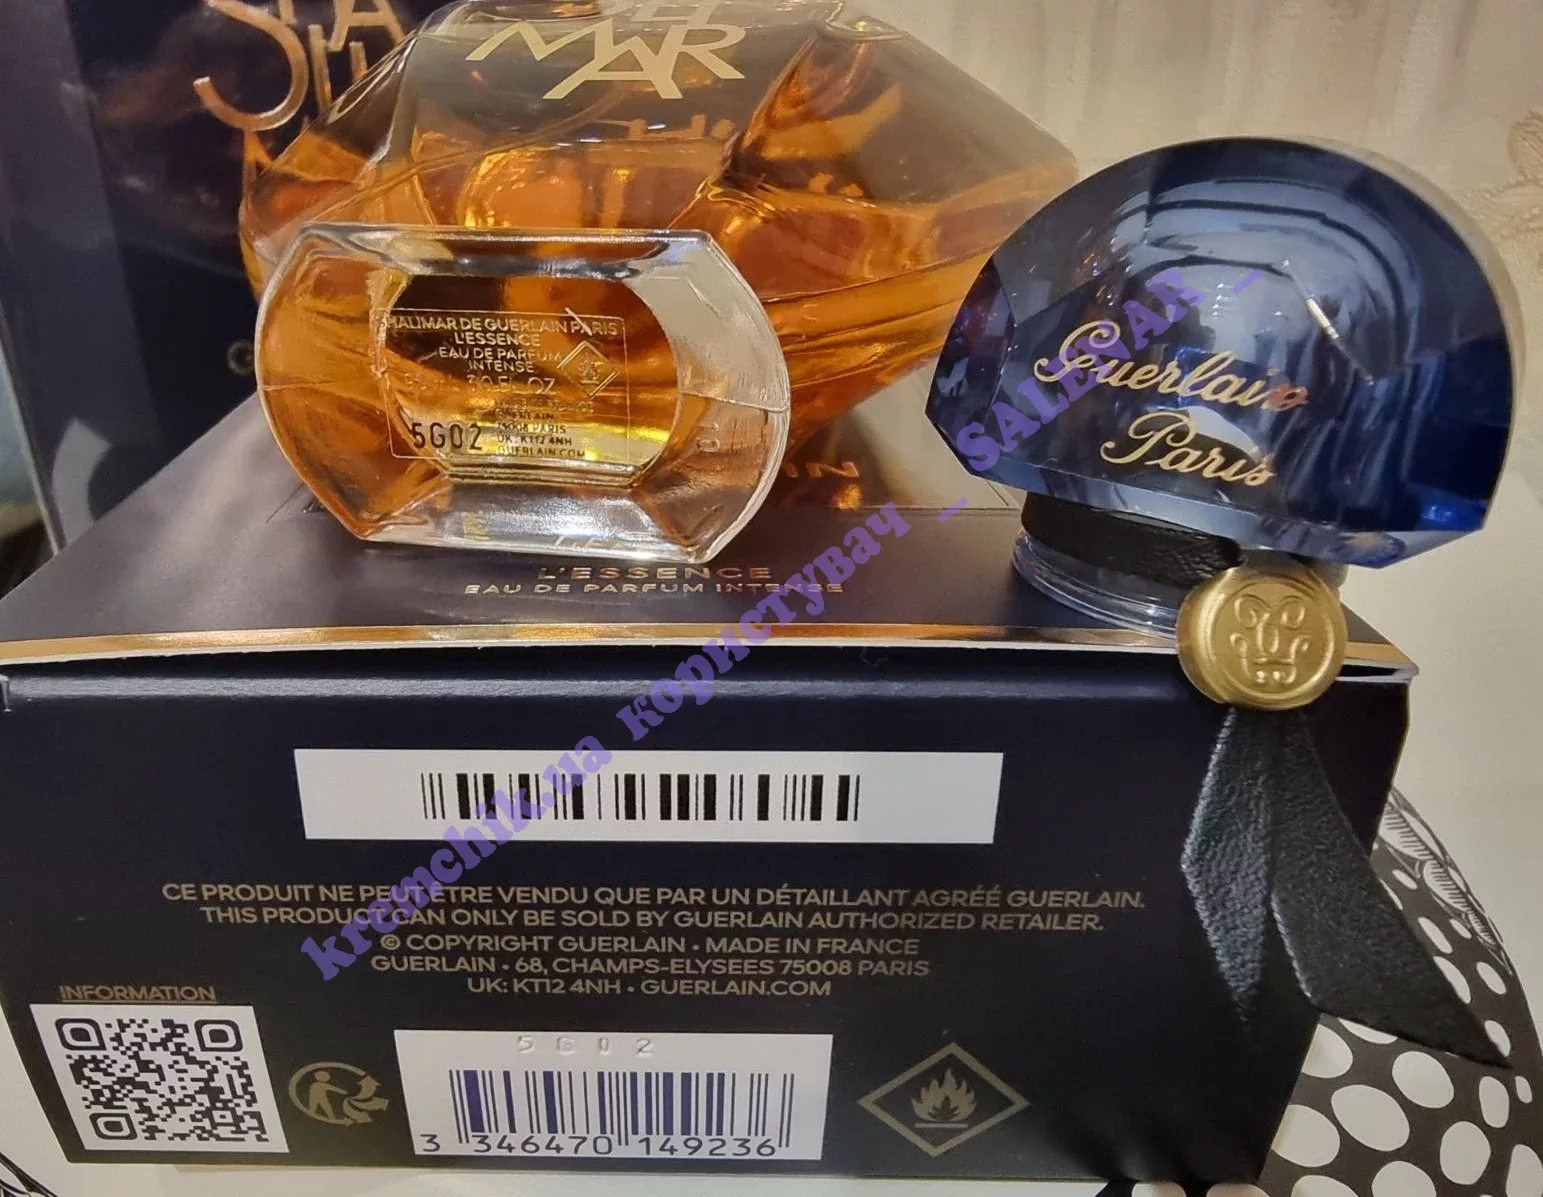 SHA
LI
MAR
HALIMAR DE GUERLAIN PARIS
L'ESSENCE
EAU DE PARFUM
INTENSE
FL.OZ
GUERLAIN
75008 PARIS
5G02 UK: KT12 4NH
GUERLAIN.COM
Guerlain
Paris
L'ESSENCE
EAU DE PARFUM INTENSE
kremchik.ua користувач _ SALENAR _
CE PRODUIT NE PEUT ETRE VENDU QUE PAR UN DÉTAILLANT AGRÉÉ GUERLAIN.
THIS PRODUCT CAN ONLY BE SOLD BY GUERLAIN AUTHORIZED RETAILER.
© COPYRIGHT GUERLAIN • MADE IN FRANCE
GUERLAIN • 68, CHAMPS-ELYSEES 75008 PARIS
UK: KT12 4NH • GUERLAIN.COM
INFORMATION
5G02
3 346470 149236